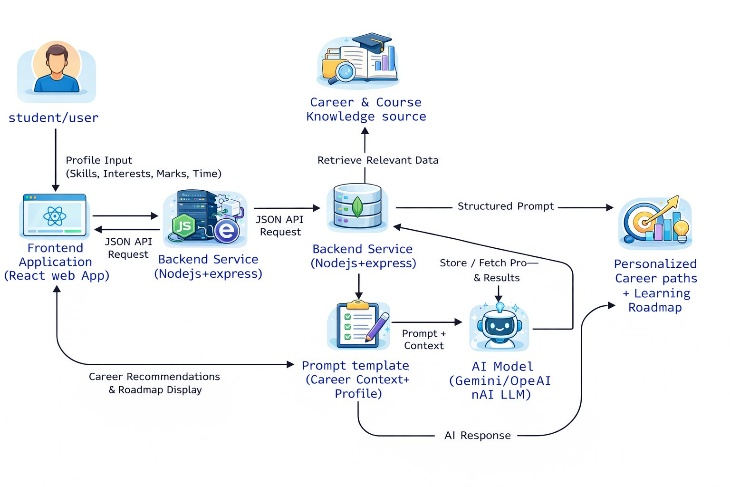 student/user
Career & Course
Knowledge source
Profile Input
(Skills, Interests, Marks, Time)
Retrieve Relevant Data
JS
Frontend
Application
(React web App)
JSON API
Request
Backend Service
(Nodejs+express)
JSON API
Request
Backend Service
(Nodejs+express)
Structured Prompt
Personalized
Career paths
+ Learning
Roadmap
Store / Fetch Pro—
& Results
Prompt +
Context
Career Recommendations
& Roadmap Display
Prompt template
(Career Context+
Profile)
AI Model
(Gemini/OpeAI
nAI LLM)
AI Response